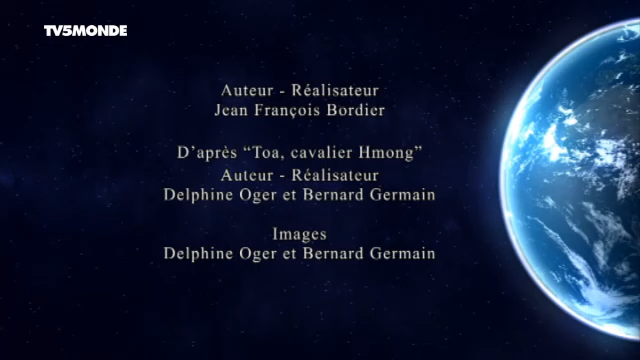 TV5MONDE
Auteur - Réalisateur
Jean François Bordier
D'après “Toa, cavalier Hmong”
Auteur - Réalisateur
Delphine Oger et Bernard Germain
Images
Delphine Oger et Bernard Germain